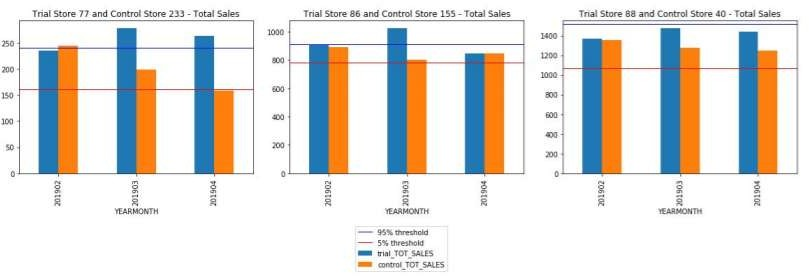 Trial Store 77 and Control Store 233 - Total Sales
250
200
150
100
50
0
201902
201903
201904
YEARMONTH
Trial Store 86 and Control Store 155 - Total Sales
1000
800
600
400
200
0
201902
201903
201904
YEARMONTH
Trial Store 88 and Control Store 40 - Total Sales
1400
1200
1000
800
600
400
200
0
201902
201903
201904
YEARMONTH
95% threshold
5% threshold
trial_TOT_SALES
control_TOT_SALES